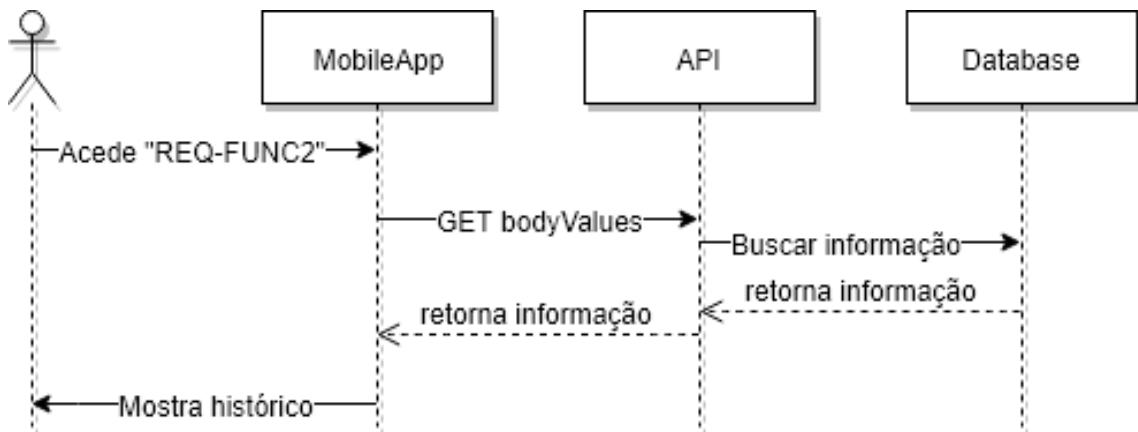 MobileApp
API
Database
Acede "REQ-FUNC2"
GET bodyValues
Buscar informação
retorna informação
retorna informação
Mostra histórico